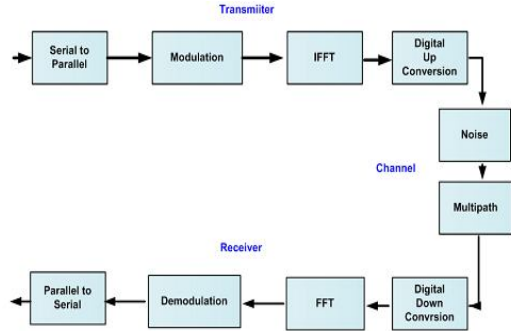 Transmiiter
Serial to
Parallel
Modulation
IFFT
Digital
Up
Conversion
Noise
Channel
Multipath
Receiver
Parallel to
Serial
Demodulation
FFT
Digital
Down
Convrsion